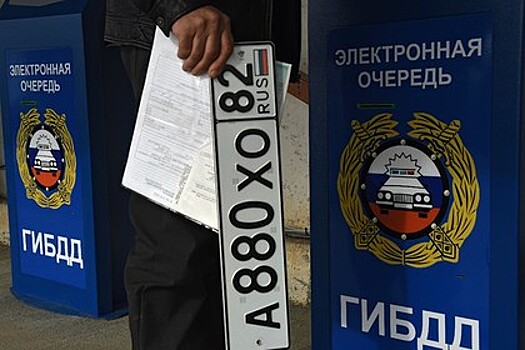 ЭЛЕКТРОННАЯ
ОЧЕРЕДЬ
ГИБДД
А880ХО 82
RUS
ЭЛЕКТРОННАЯ
ОЧЕРЕДЬ
ГИБДД